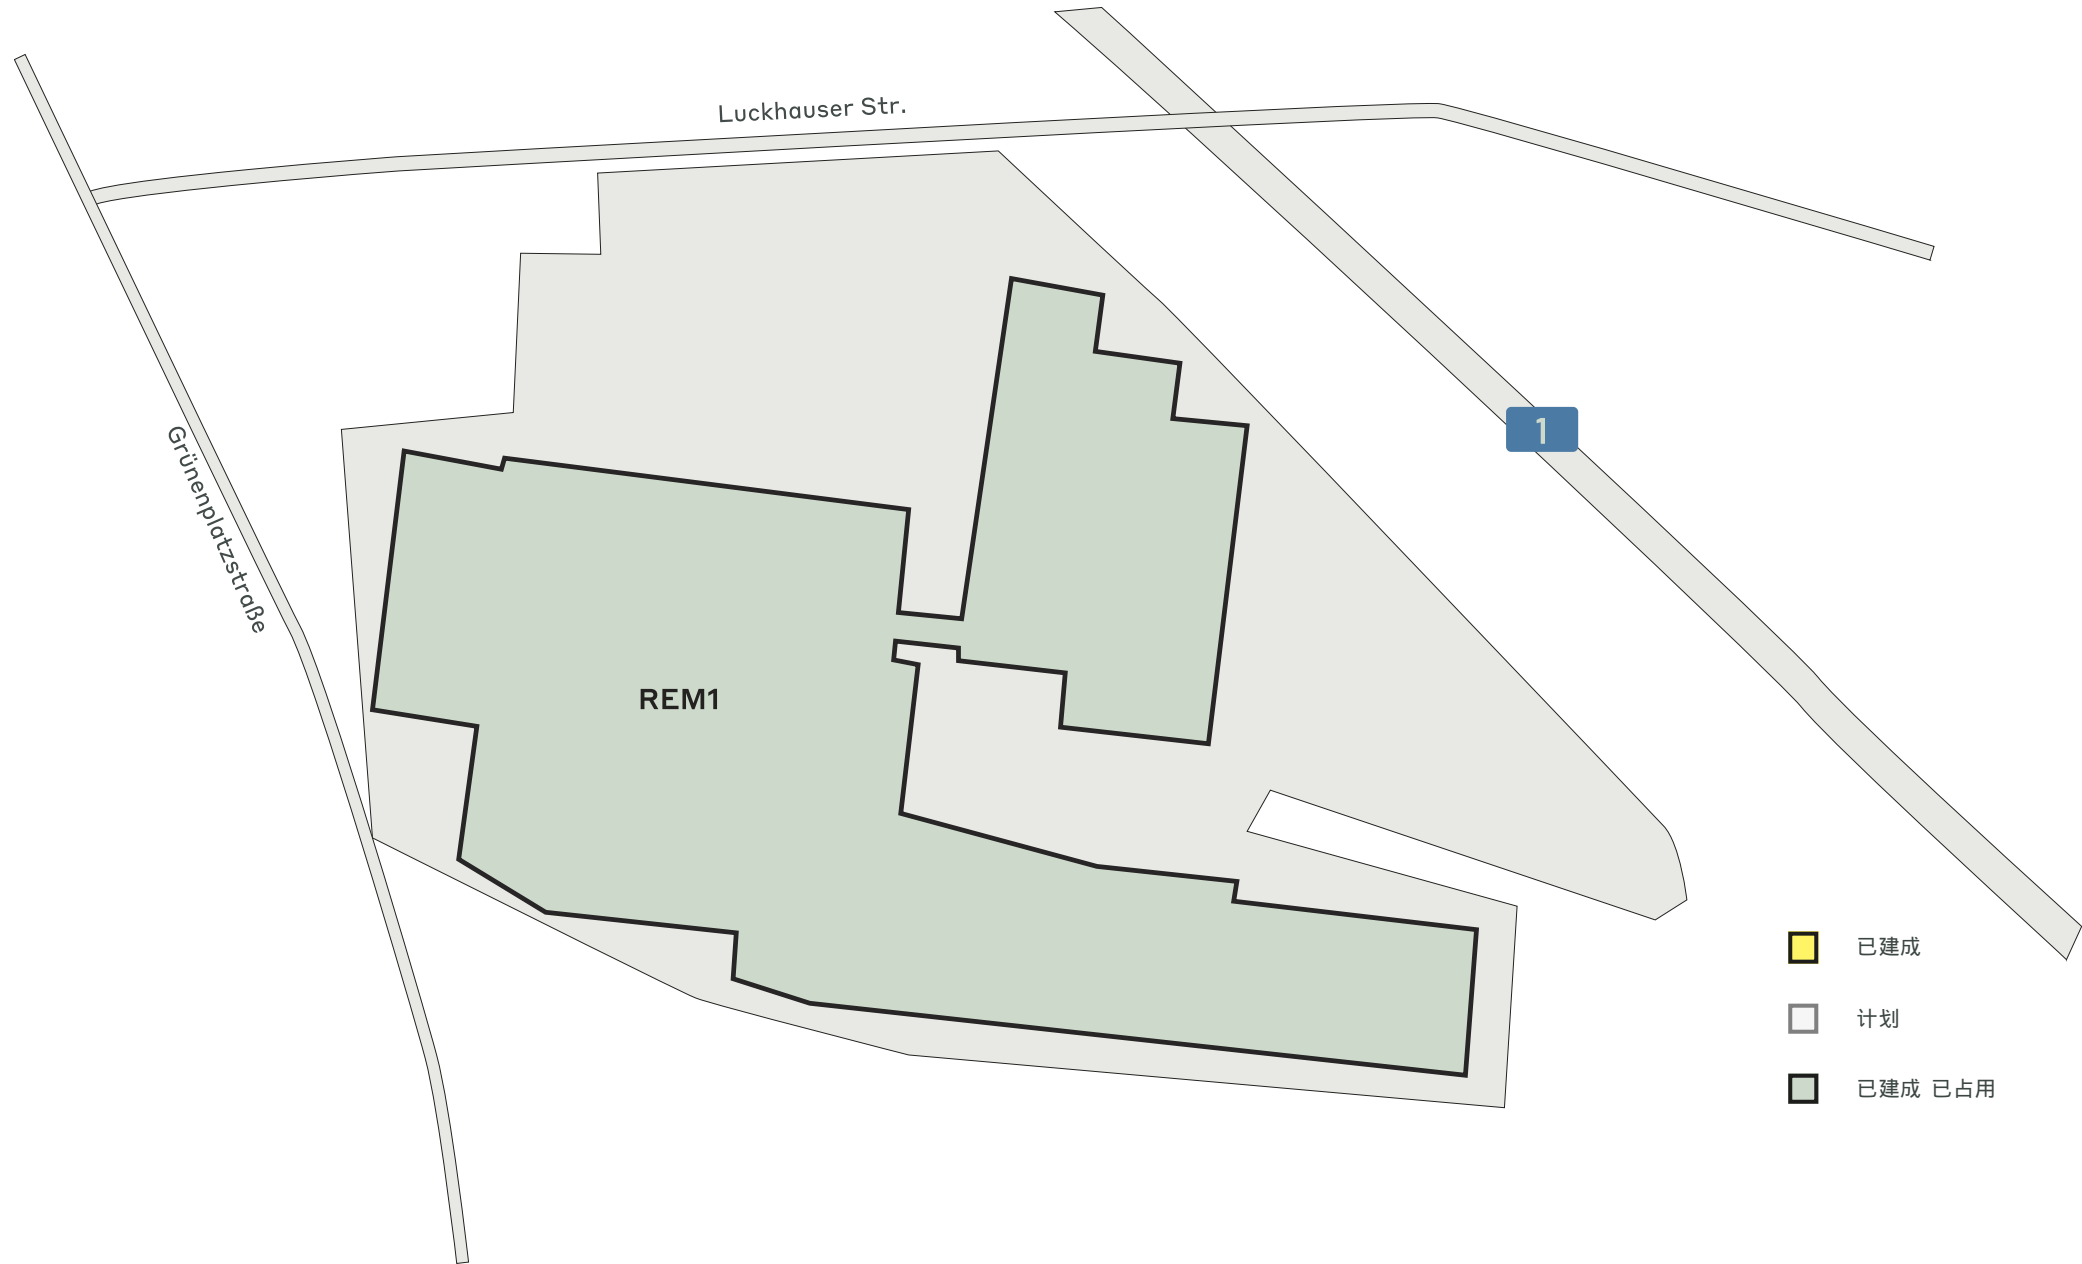 Luckhauser Str.
Grünenplatzstraße
1
REM1
已建成
计划
已建成 已占用